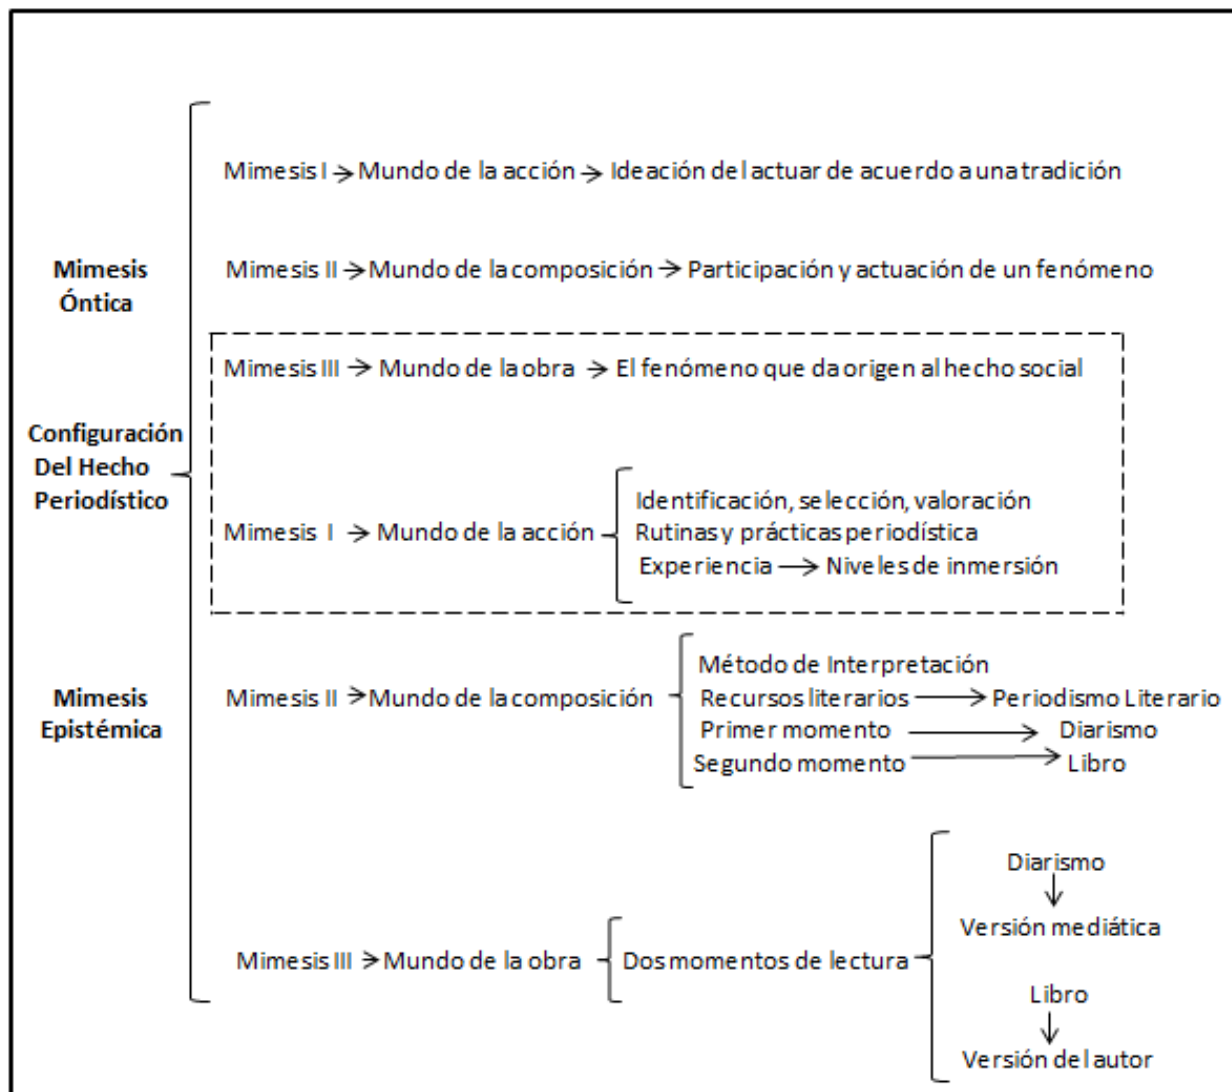 Mimesis I → Mundo de la acción → Ideación del actuar de acuerdo a una tradición
Mimesis
Óntica
Mimesis II → Mundo de la composición → Participación y actuación de un fenómeno
Mimesis III → Mundo de la obra → El fenómeno que da origen al hecho social
Configuración
Del Hecho
Periodístico
Mimesis I → Mundo de la acción
Identificación, selección, valoración
Rutinas y prácticas periodística
Experiencia → Niveles de inmersión
Mimesis
Epistémica
Mimesis II → Mundo de la composición
Método de Interpretación
Recursos literarios → Periodismo Literario
Primer momento → Diarismo
Segundo momento → Libro
Mimesis III → Mundo de la obra
Dos momentos de lectura
Diarismo
↓
Versión mediática
Libro
↓
Versión del autor